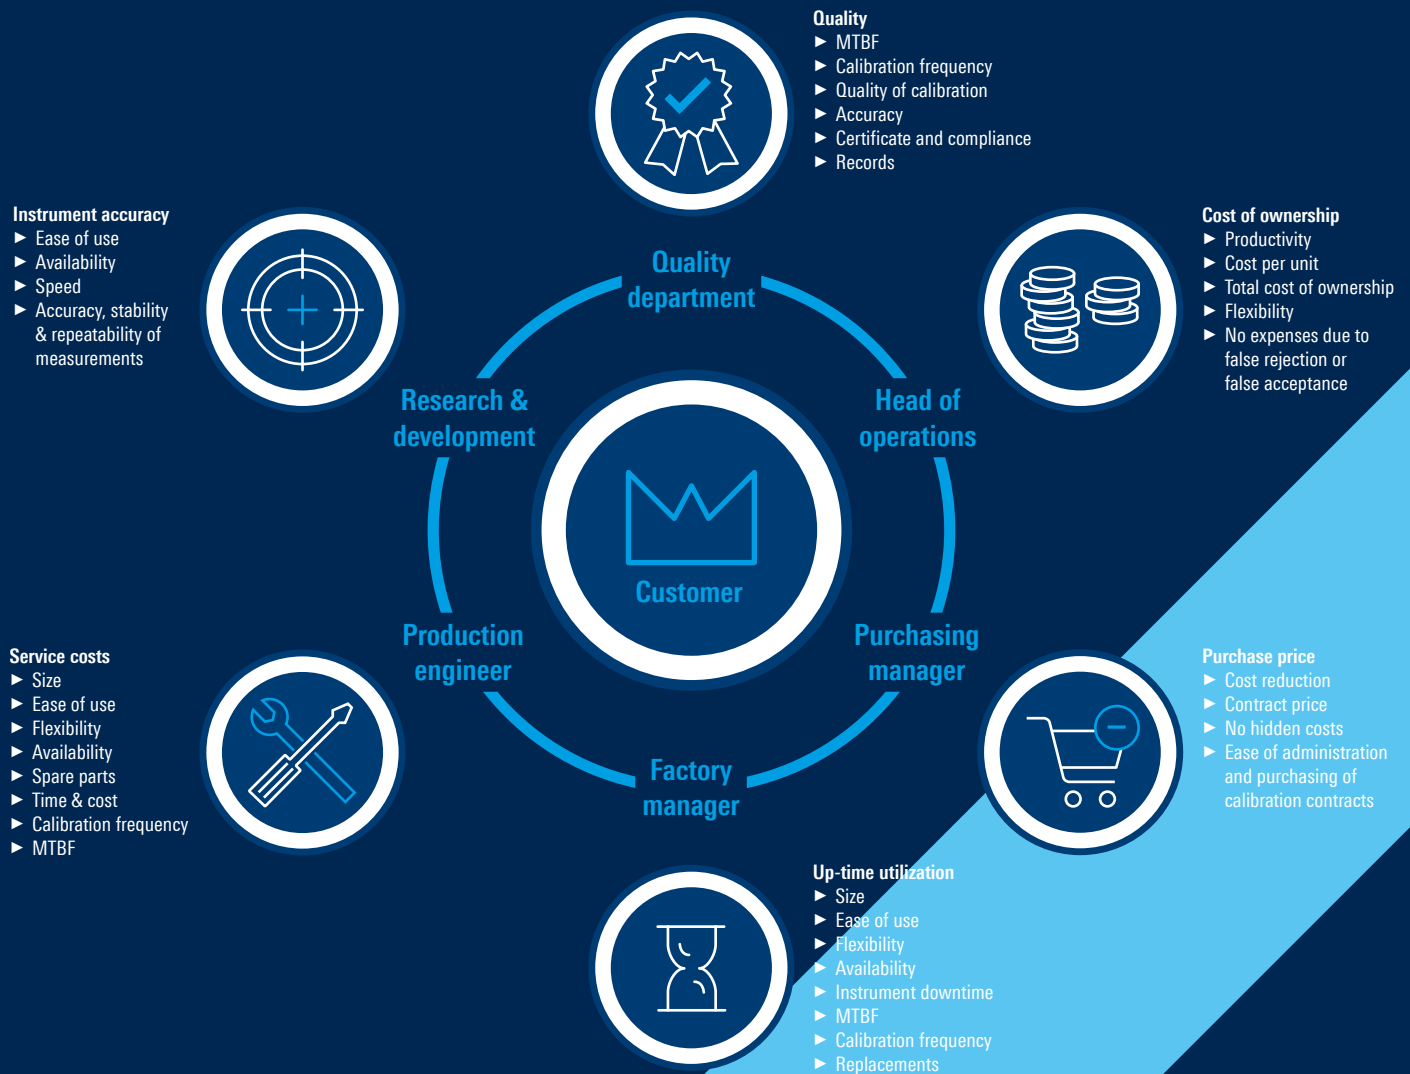 Quality
► MTBF
► Calibration frequency
► Quality of calibration
► Accuracy
► Certificate and compliance
► Records
Instrument accuracy
► Ease of use
► Availability
► Speed
► Accuracy, stability
& repeatability of
measurements
Cost of ownership
► Productivity
► Cost per unit
► Total cost of ownership
► Flexibility
► No expenses due to
false rejection or
false acceptance
Quality
department
Research &
development
Head of
operations
Customer
Production
engineer
Purchasing
manager
Factory
manager
Service costs
► Size
► Ease of use
► Flexibility
► Availability
► Spare parts
► Time & cost
► Calibration frequency
► MTBF
Purchase price
► Cost reduction
► Contract price
► No hidden costs
► Ease of administration
and purchasing of
calibration contracts
Up-time utilization
► Size
► Ease of use
► Flexibility
► Availability
► Instrument downtime
► MTBF
► Calibration frequency
► Replacements